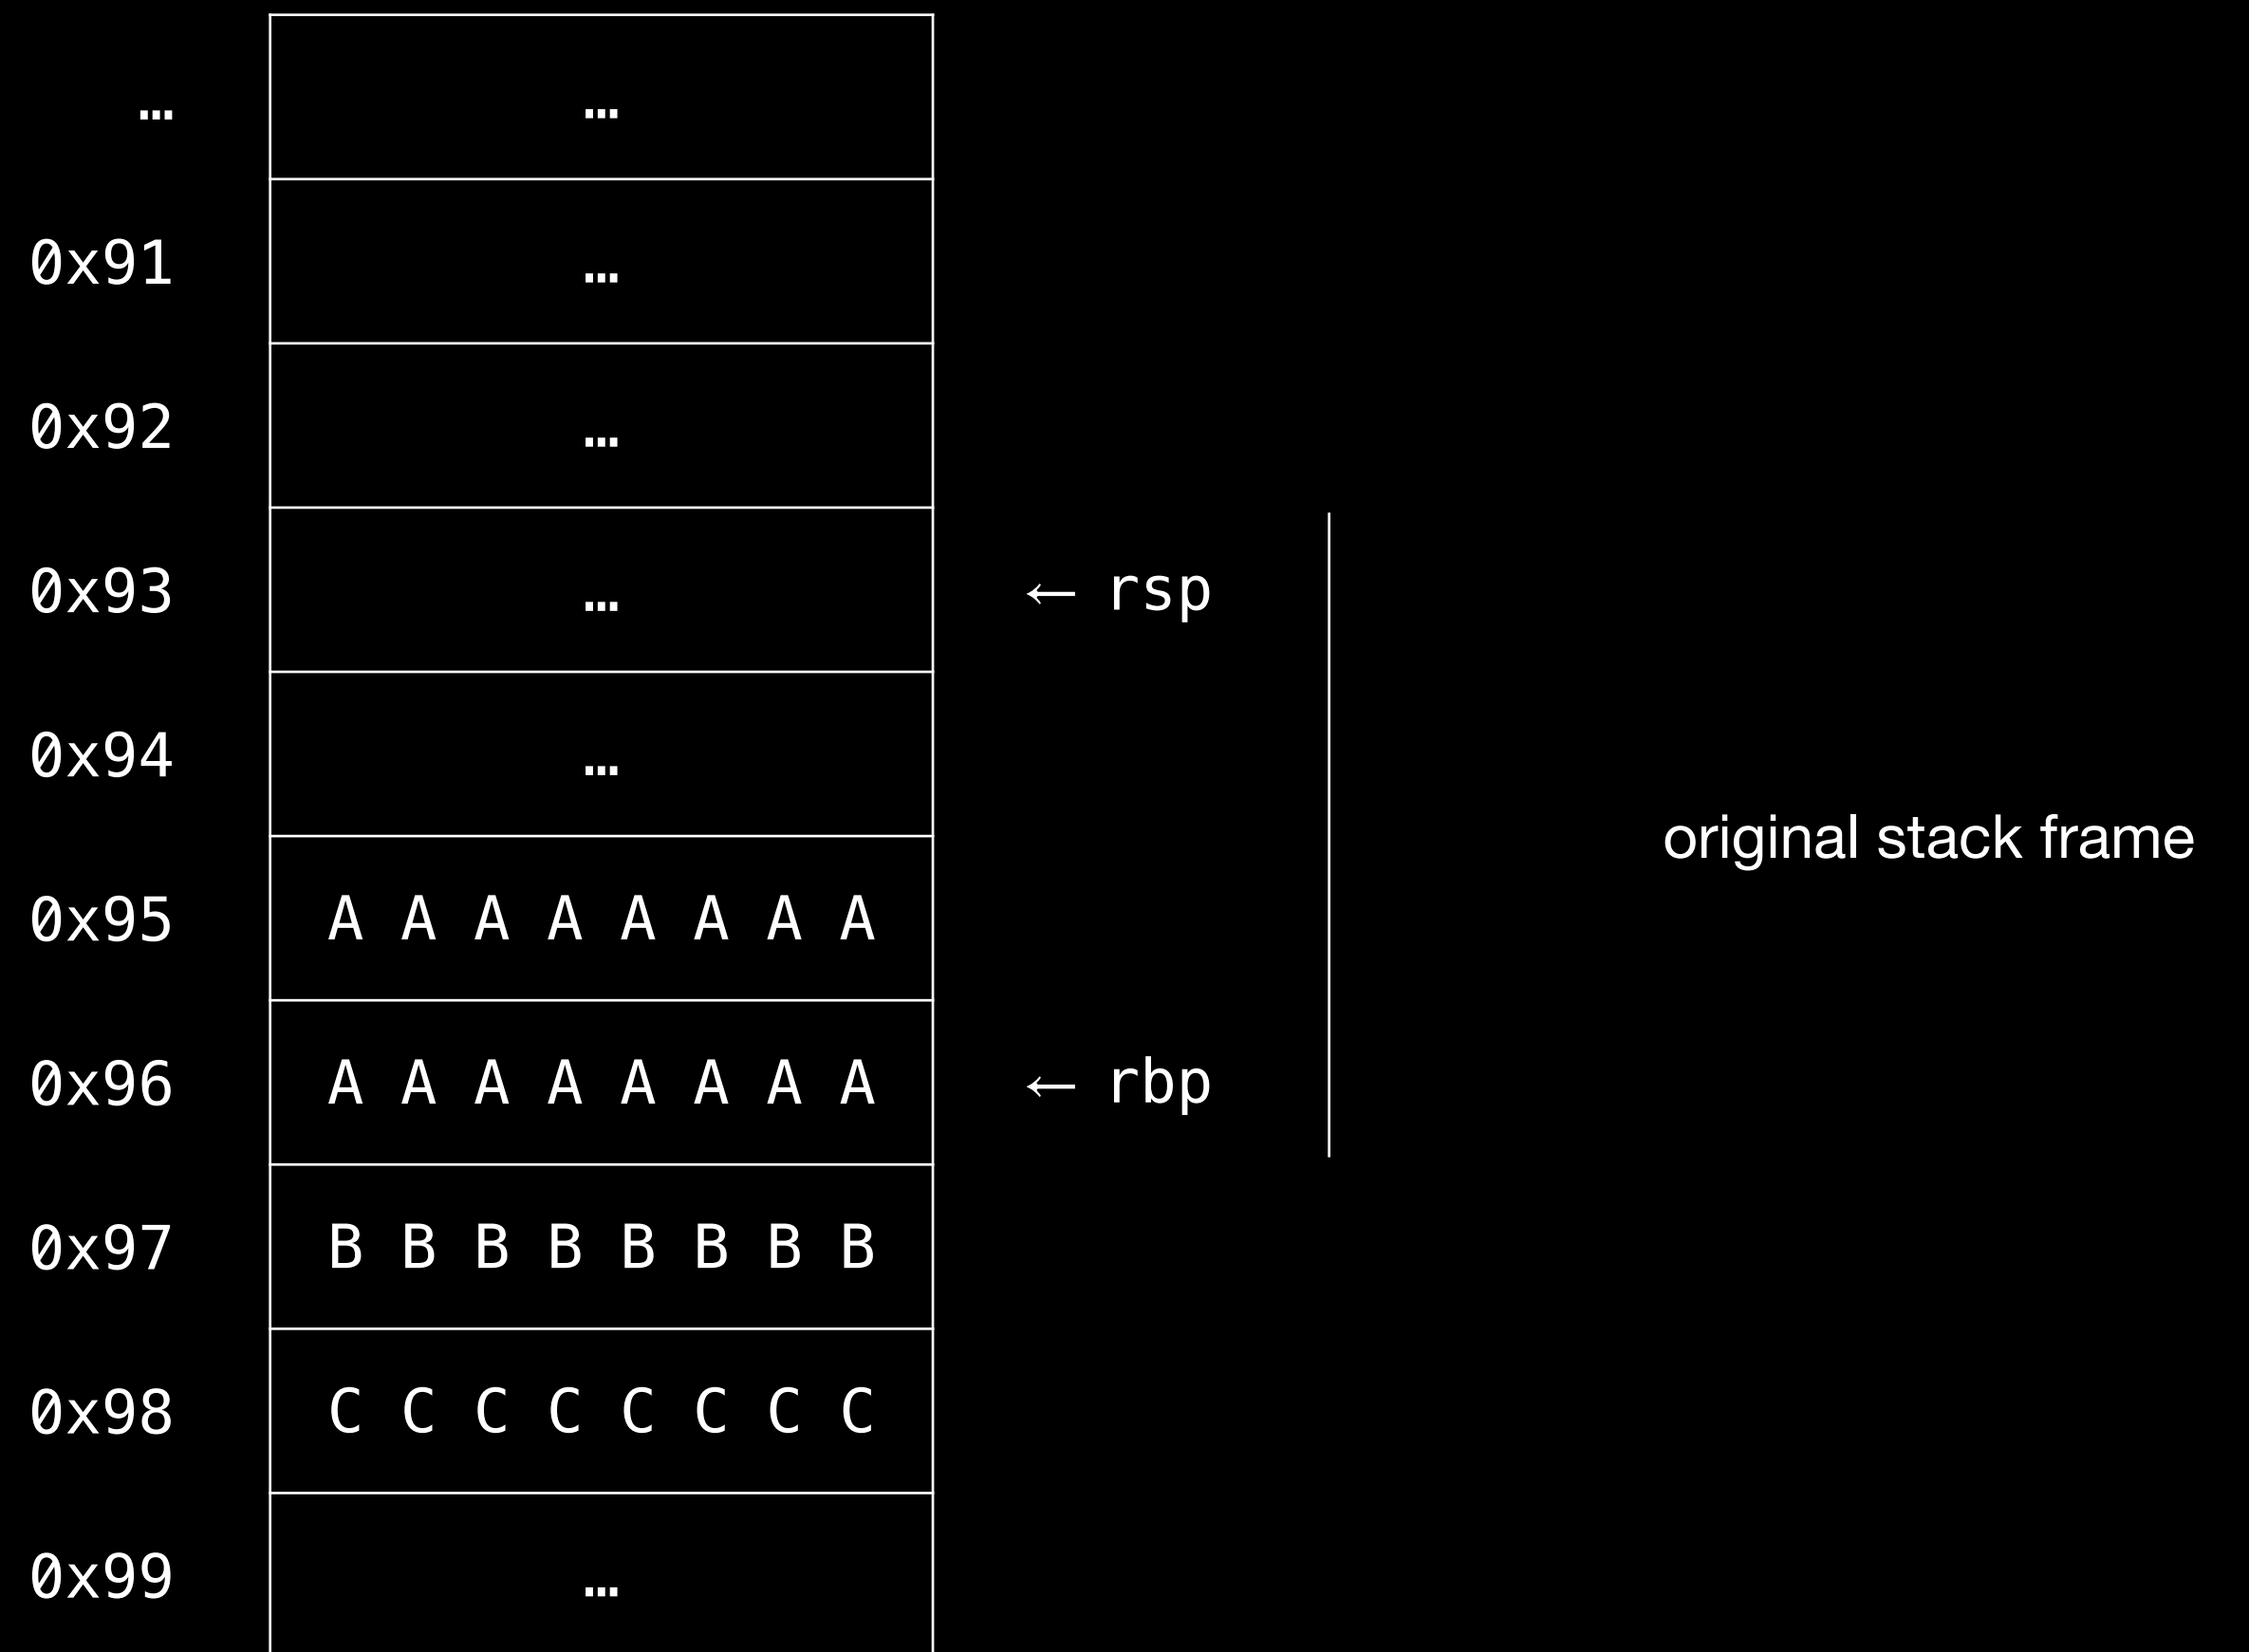 … …
0x91 …
0x92 …
0x93 … ← rsp
0x94 …
original stack frame
0x95 A A A A A A A A
0x96 A A A A A A A A ← rbp
0x97 B B B B B B B B
0x98 C C C C C C C C
0x99 …